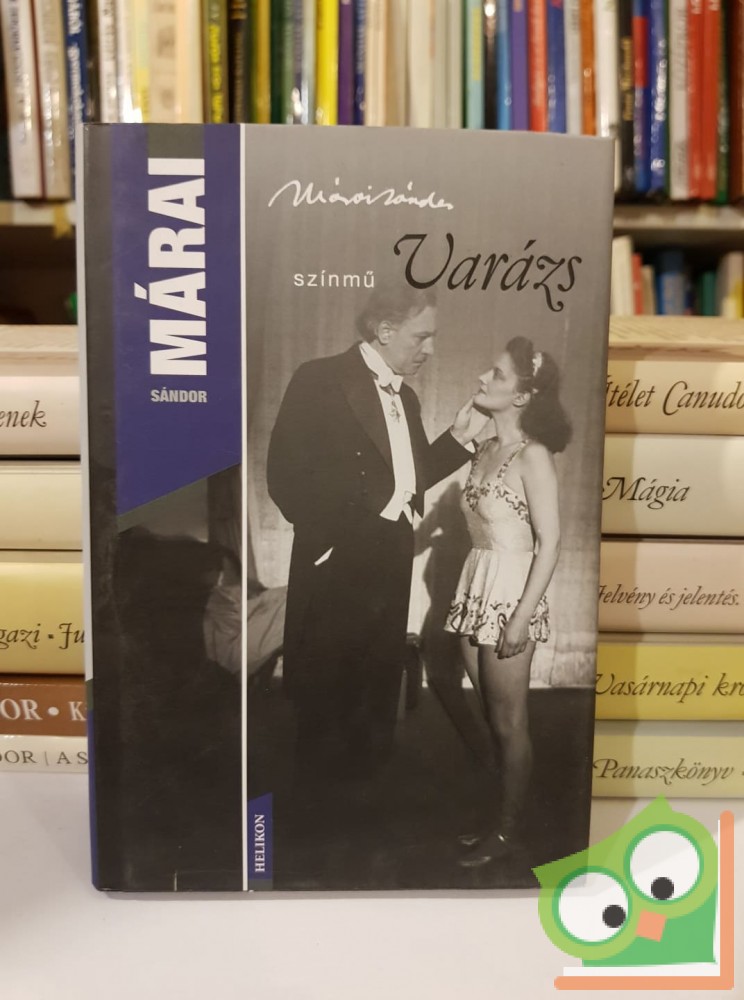 MÁRAI
SÁNDOR
Márai Sándor
színmű Varázs
HELIKON
enek
gazi • Ju
OR • K
DOR | A S
Ítélet Canudo
Mágia
Jelvény és jelentés.
Vasárnapi kró
Panaszkönyv •